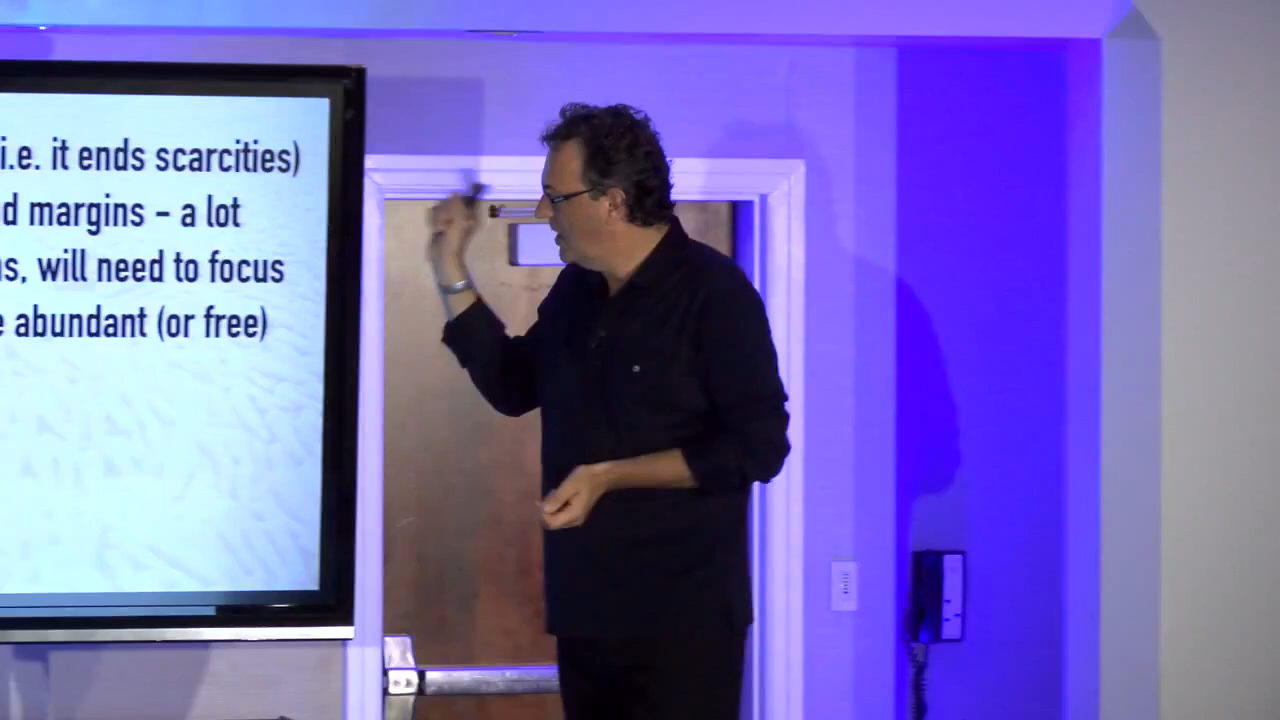 i.e. it ends scarcities)
d margins – a lot
s, will need to focus
e abundant (or free)